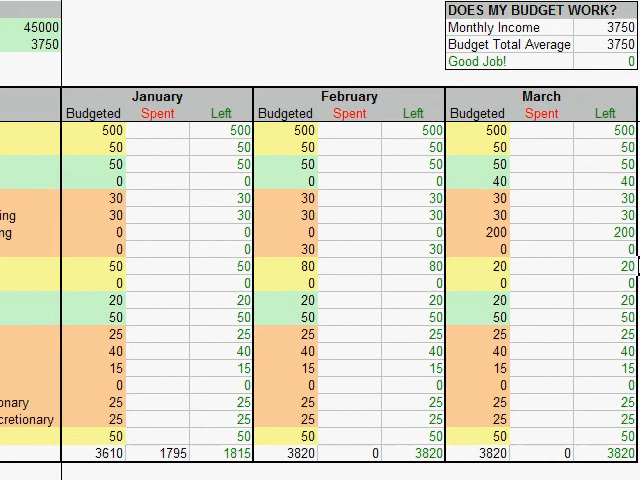 DOES MY BUDGET WORK?
45000 Monthly Income 3750
3750 Budget Total Average 3750
Good Job! 0
January February March
Budgeted Spent Left Budgeted Spent Left Budgeted Spent Left
500 500 500 500 500 500
50 50 50 50 50 50
50 50 50 50 50 50
0 0 0 0 40 40
30 30 30 30 30 30
ing 30 30 30 30 30 30
ng 0 0 0 0 200 200
0 0 30 30 0 0
50 50 80 80 20 20
0 0 0 0 0 0
20 20 20 20 20 20
50 50 50 50 50 50
25 25 25 25 25 25
40 40 40 40 40 40
15 15 15 15 15 15
0 0 0 0 0 0
onary 25 25 25 25 25 25
cretionary 25 25 25 25 25 25
50 50 50 50 50 50
3610 1795 1815 3820 0 3820 3820 0 3820